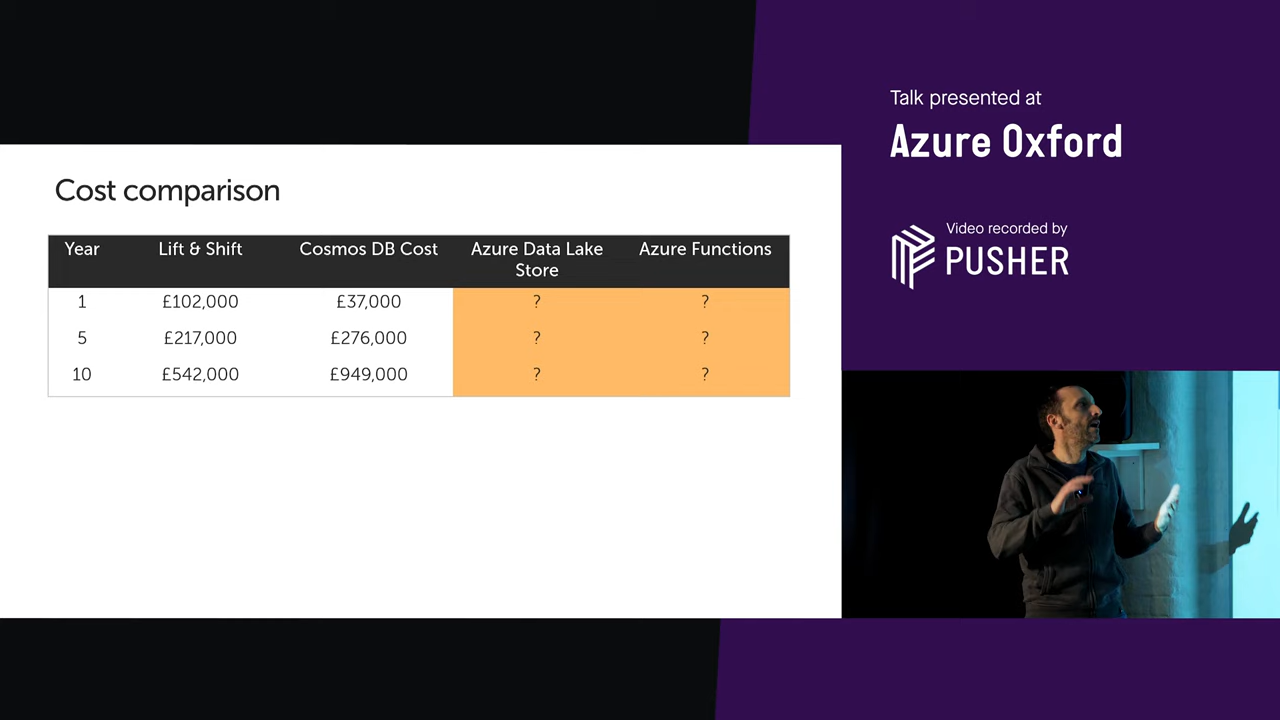 Talk presented at
Azure Oxford
Video recorded by
PUSHER
Cost comparison
Year Lift & Shift Cosmos DB Cost Azure Data Lake Store Azure Functions
1 £102,000 £37,000 ? ?
5 £217,000 £276,000 ? ?
10 £542,000 £949,000 ? ?